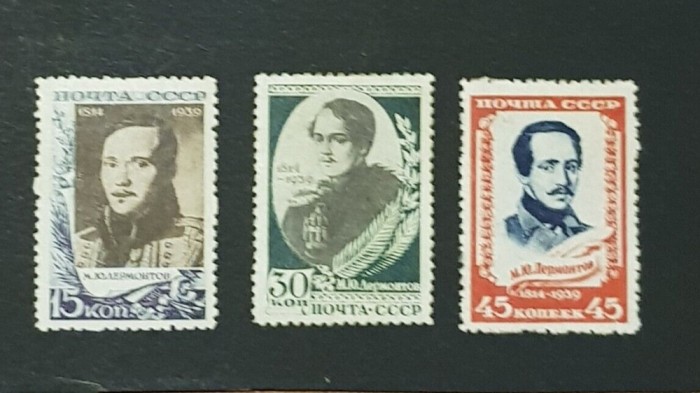 ПОЧТА СССР
1814 1939
М.Ю.ЛЕРМОНТОВ
15 КОП.
1814
-1939
30
КОП
М.Ю.Лермонтов
ПОЧТА·СССР
ПОЧТА СССР
М.Ю.Лермонтов
1814-1939
45 КОПЕЕК 45